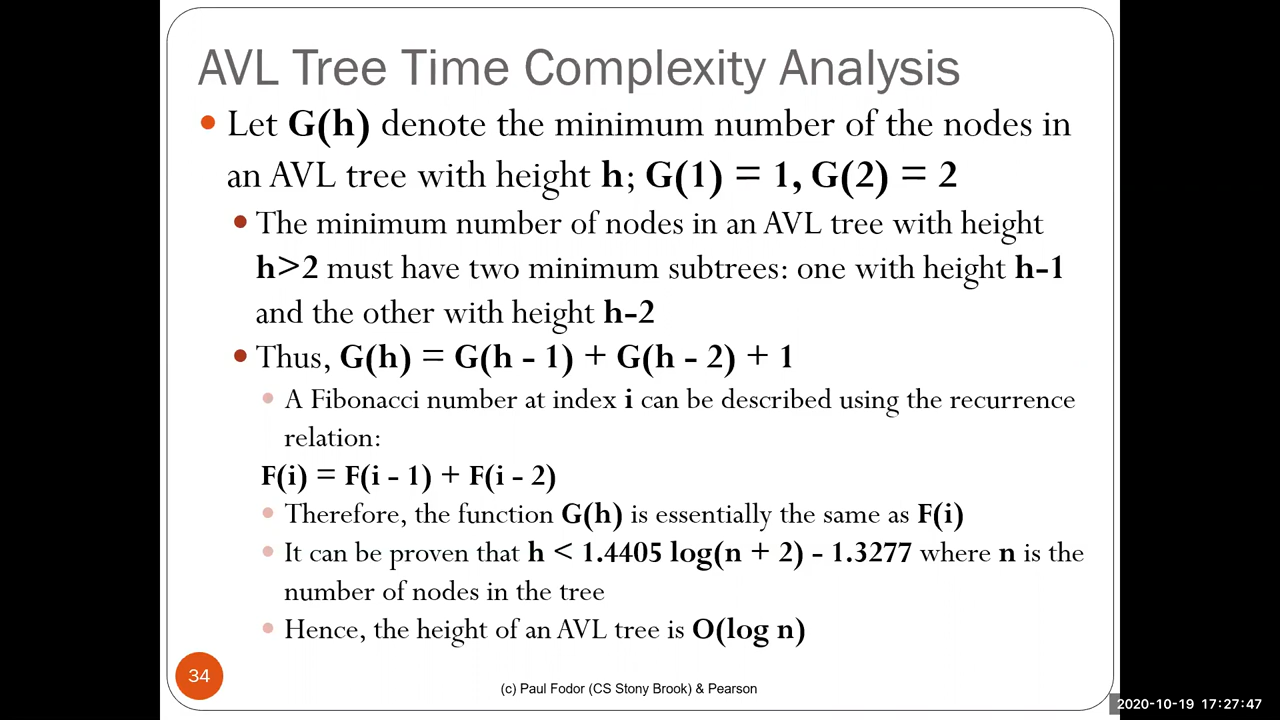 AVL Tree Time Complexity Analysis
• Let G(h) denote the minimum number of the nodes in
an AVL tree with height h; G(1) = 1, G(2) = 2
• The minimum number of nodes in an AVL tree with height
h>2 must have two minimum subtrees: one with height h-1
and the other with height h-2
• Thus, G(h) = G(h - 1) + G(h - 2) + 1
• A Fibonacci number at index i can be described using the recurrence
relation:
F(i) = F(i - 1) + F(i - 2)
• Therefore, the function G(h) is essentially the same as F(i)
• It can be proven that h < 1.4405 log(n + 2) - 1.3277 where n is the
number of nodes in the tree
• Hence, the height of an AVL tree is O(log n)
34
(c) Paul Fodor (CS Stony Brook) & Pearson
2020-10-19 17:27:47